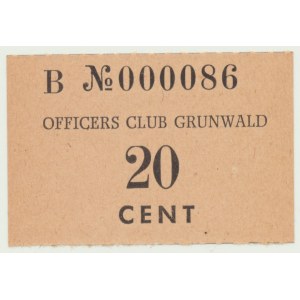 B №000086
OFFICERS CLUB GRUNWALD
20
CENT